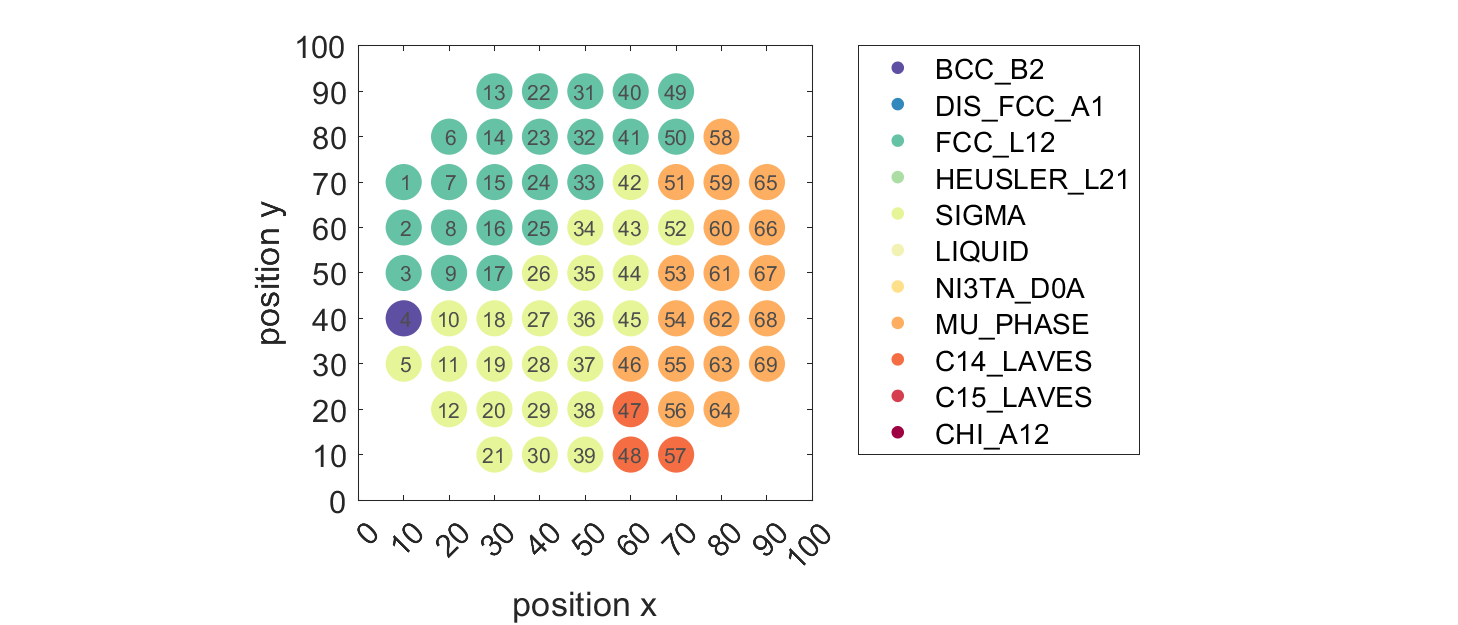 100
90
80
70
60
50
40
30
20
10
0
position y
13 22 31 40 49
6 14 23 32 41 50 58
1 7 15 24 33 42 51 59 65
2 8 16 25 34 43 52 60 66
3 9 17 26 35 44 53 61 67
4 10 18 27 36 45 54 62 68
5 11 19 28 37 46 55 63 69
12 20 29 38 47 56 64
21 30 39 48 57
0 10 20 30 40 50 60 70 80 90 100
position x
BCC_B2
DIS_FCC_A1
FCC_L12
HEUSLER_L21
SIGMA
LIQUID
NI3TA_D0A
MU_PHASE
C14_LAVES
C15_LAVES
CHI_A12